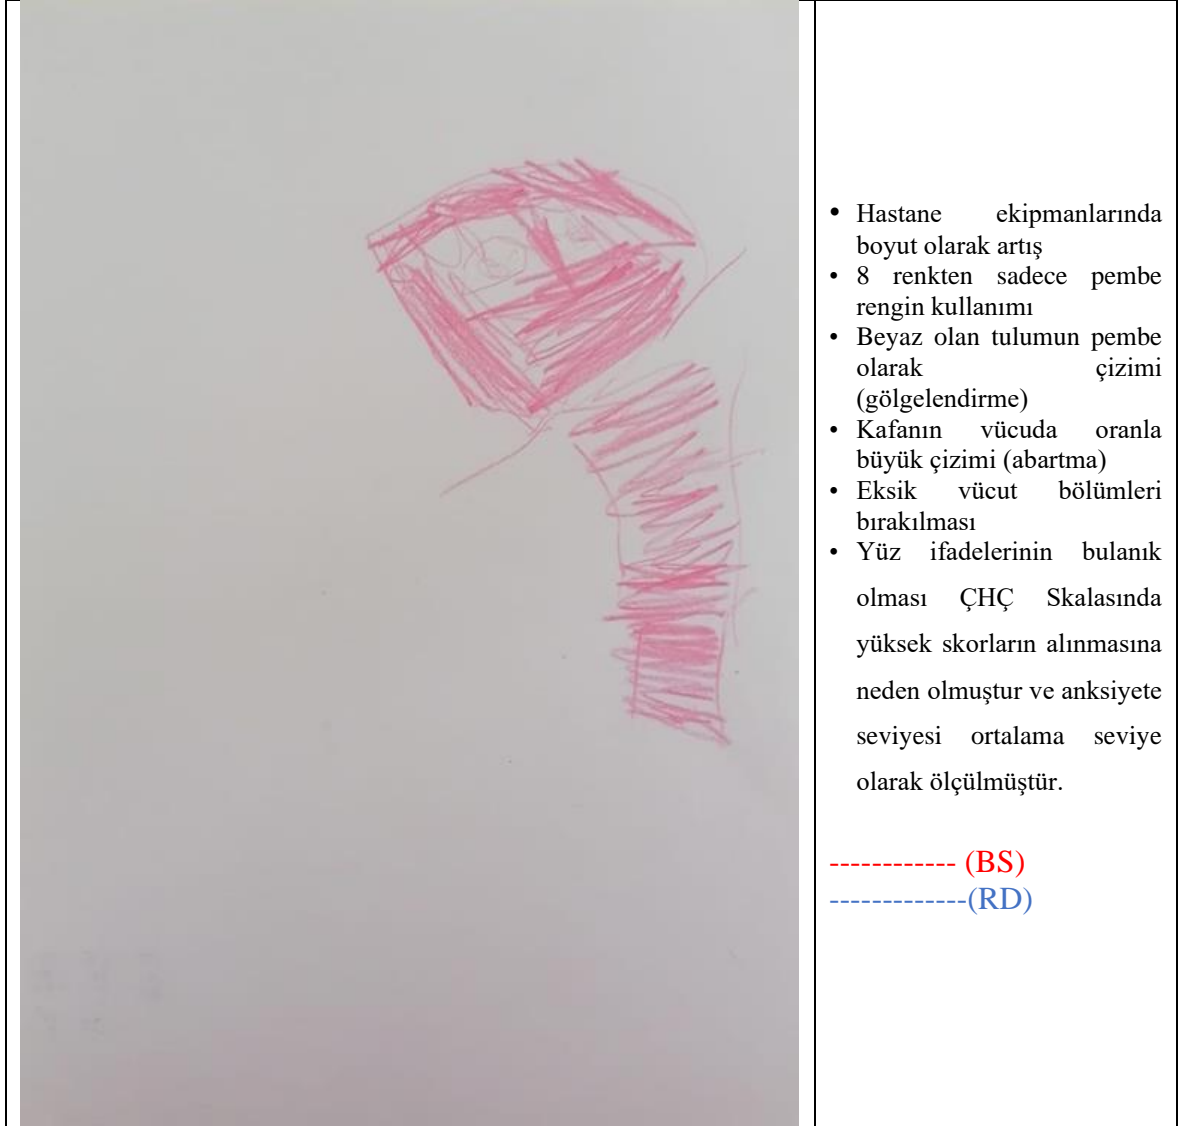 • Hastane ekipmanlarında
boyut olarak artış
• 8 renkten sadece pembe
rengin kullanımı
• Beyaz olan tulumun pembe
olarak çizimi
(gölgelendirme)
• Kafanın vücuda oranla
büyük çizimi (abartma)
• Eksik vücut bölümleri
bırakılması
• Yüz ifadelerinin bulanık
olması ÇHÇ Skalasında
yüksek skorların alınmasına
neden olmuştur ve anksiyete
seviyesi ortalama seviye
olarak ölçülmüştür.
------------ (BS)
-------------(RD)